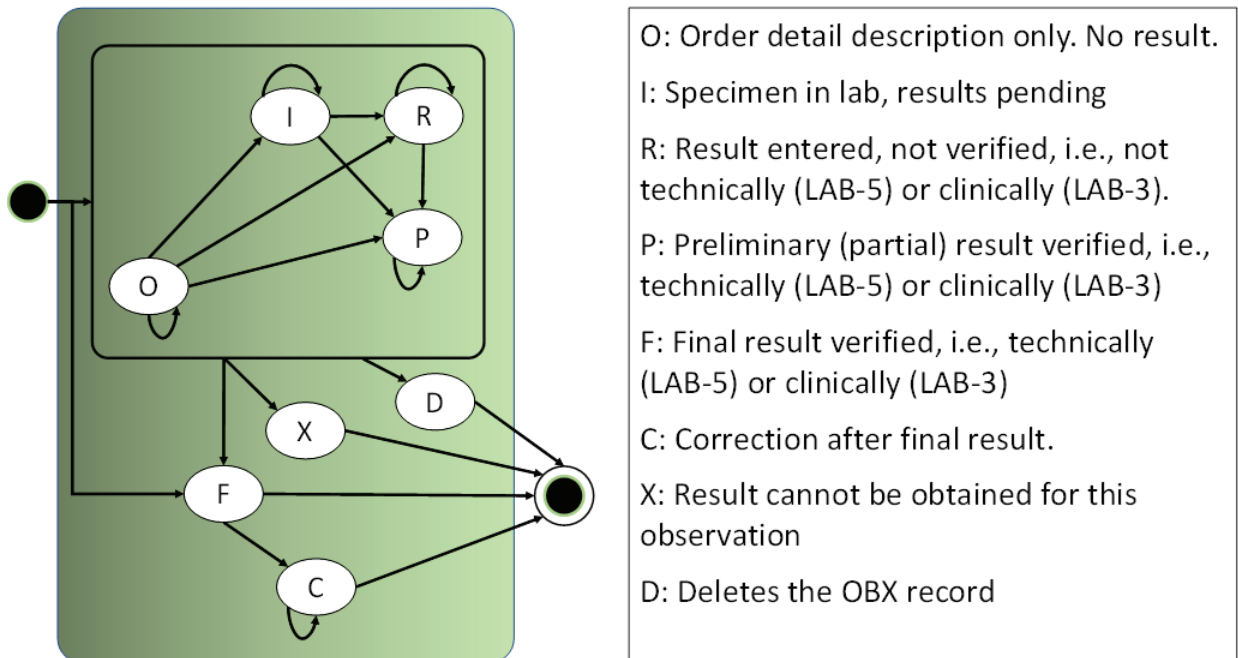 I
R
P
O
D
X
F
C
O: Order detail description only. No result.
I: Specimen in lab, results pending
R: Result entered, not verified, i.e., not
technically (LAB-5) or clinically (LAB-3).
P: Preliminary (partial) result verified, i.e.,
technically (LAB-5) or clinically (LAB-3)
F: Final result verified, i.e., technically
(LAB-5) or clinically (LAB-3)
C: Correction after final result.
X: Result cannot be obtained for this
observation
D: Deletes the OBX record